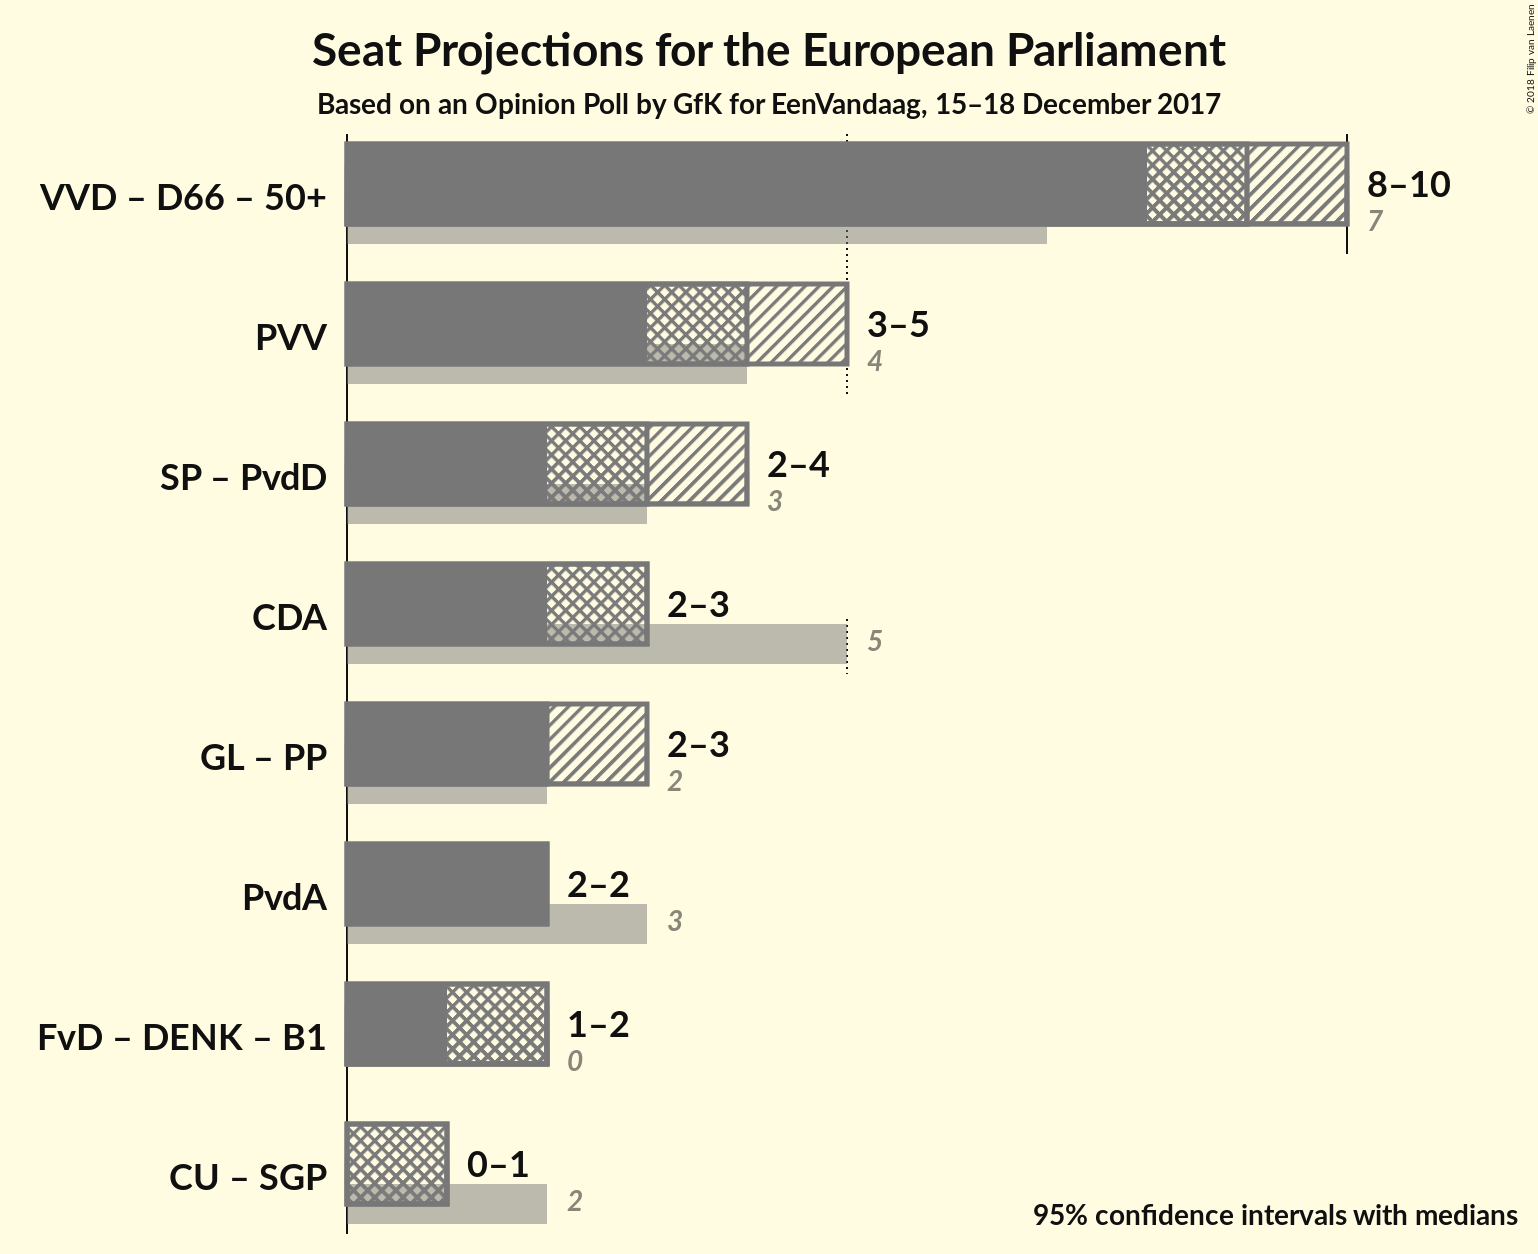 Seat Projections for the European Parliament
Based on an Opinion Poll by GfK for EenVandaag, 15–18 December 2017
© 2018 Filip van Laenen
VVD – D66 – 50+
8–10
7
PVV
3–5
4
SP – PvdD
2–4
3
CDA
2–3
5
GL – PP
2–3
2
PvdA
2–2
3
FvD – DENK – B1
1–2
0
CU – SGP
0–1
2
95% confidence intervals with medians